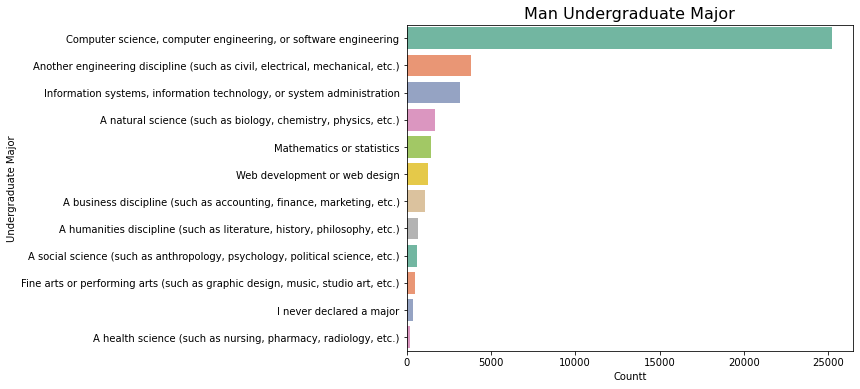 Man Undergraduate Major
Undergraduate Major
Computer science, computer engineering, or software engineering
Another engineering discipline (such as civil, electrical, mechanical, etc.)
Information systems, information technology, or system administration
A natural science (such as biology, chemistry, physics, etc.)
Mathematics or statistics
Web development or web design
A business discipline (such as accounting, finance, marketing, etc.)
A humanities discipline (such as literature, history, philosophy, etc.)
A social science (such as anthropology, psychology, political science, etc.)
Fine arts or performing arts (such as graphic design, music, studio art, etc.)
I never declared a major
A health science (such as nursing, pharmacy, radiology, etc.)
0 5000 10000 15000 20000 25000
Countt